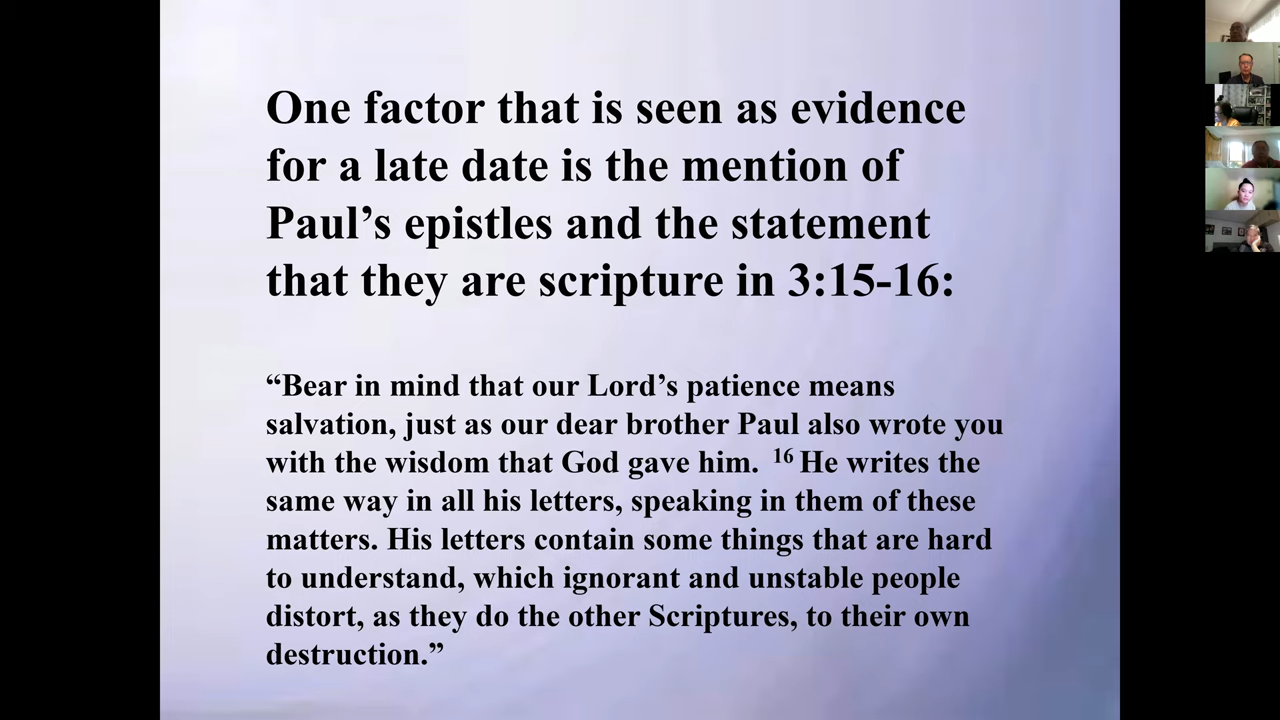 One factor that is seen as evidence
for a late date is the mention of
Paul’s epistles and the statement
that they are scripture in 3:15-16:
“Bear in mind that our Lord’s patience means
salvation, just as our dear brother Paul also wrote you
with the wisdom that God gave him. 16 He writes the
same way in all his letters, speaking in them of these
matters. His letters contain some things that are hard
to understand, which ignorant and unstable people
distort, as they do the other Scriptures, to their own
destruction.”